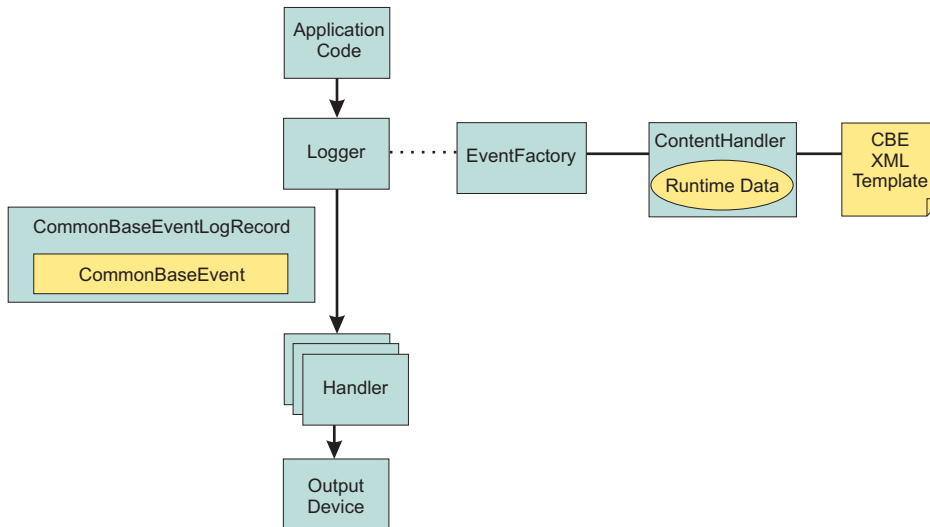 Application
Code
Logger
EventFactory
ContentHandler
Runtime Data
CBE
XML
Template
CommonBaseEventLogRecord
CommonBaseEvent
Handler
Output
Device